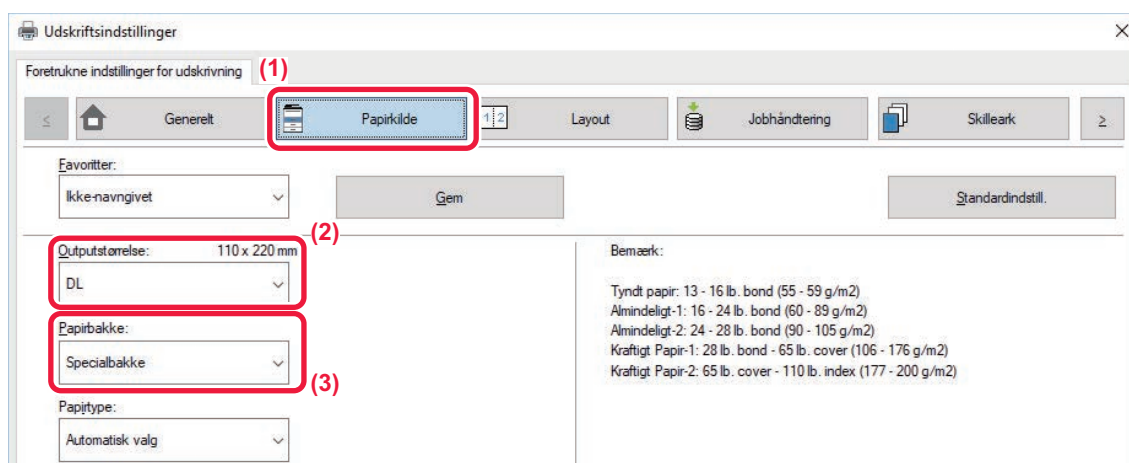 Udskriftsindstillinger
Foretrukne indstillinger for udskrivning
(1)
< Generelt Papirkilde 1 2 Layout Jobhåndtering Skilleark >
Favoritter:
Ikke-navngivet Gem Standardindstill.
(2)
Outputstørrelse: 110 x 220 mm
DL
Papirbakke:
Specialbakke
(3)
Papirtype:
Automatisk valg
Bemærk:
Tyndt papir: 13 - 16 lb. bond (55 - 59 g/m2)
Almindeligt-1: 16 - 24 lb. bond (60 - 89 g/m2)
Almindeligt-2: 24 - 28 lb. bond (90 - 105 g/m2)
Kraftigt Papir-1: 28 lb. bond - 65 lb. cover (106 - 176 g/m2)
Kraftigt Papir-2: 65 lb. cover - 110 lb. index (177 - 200 g/m2)